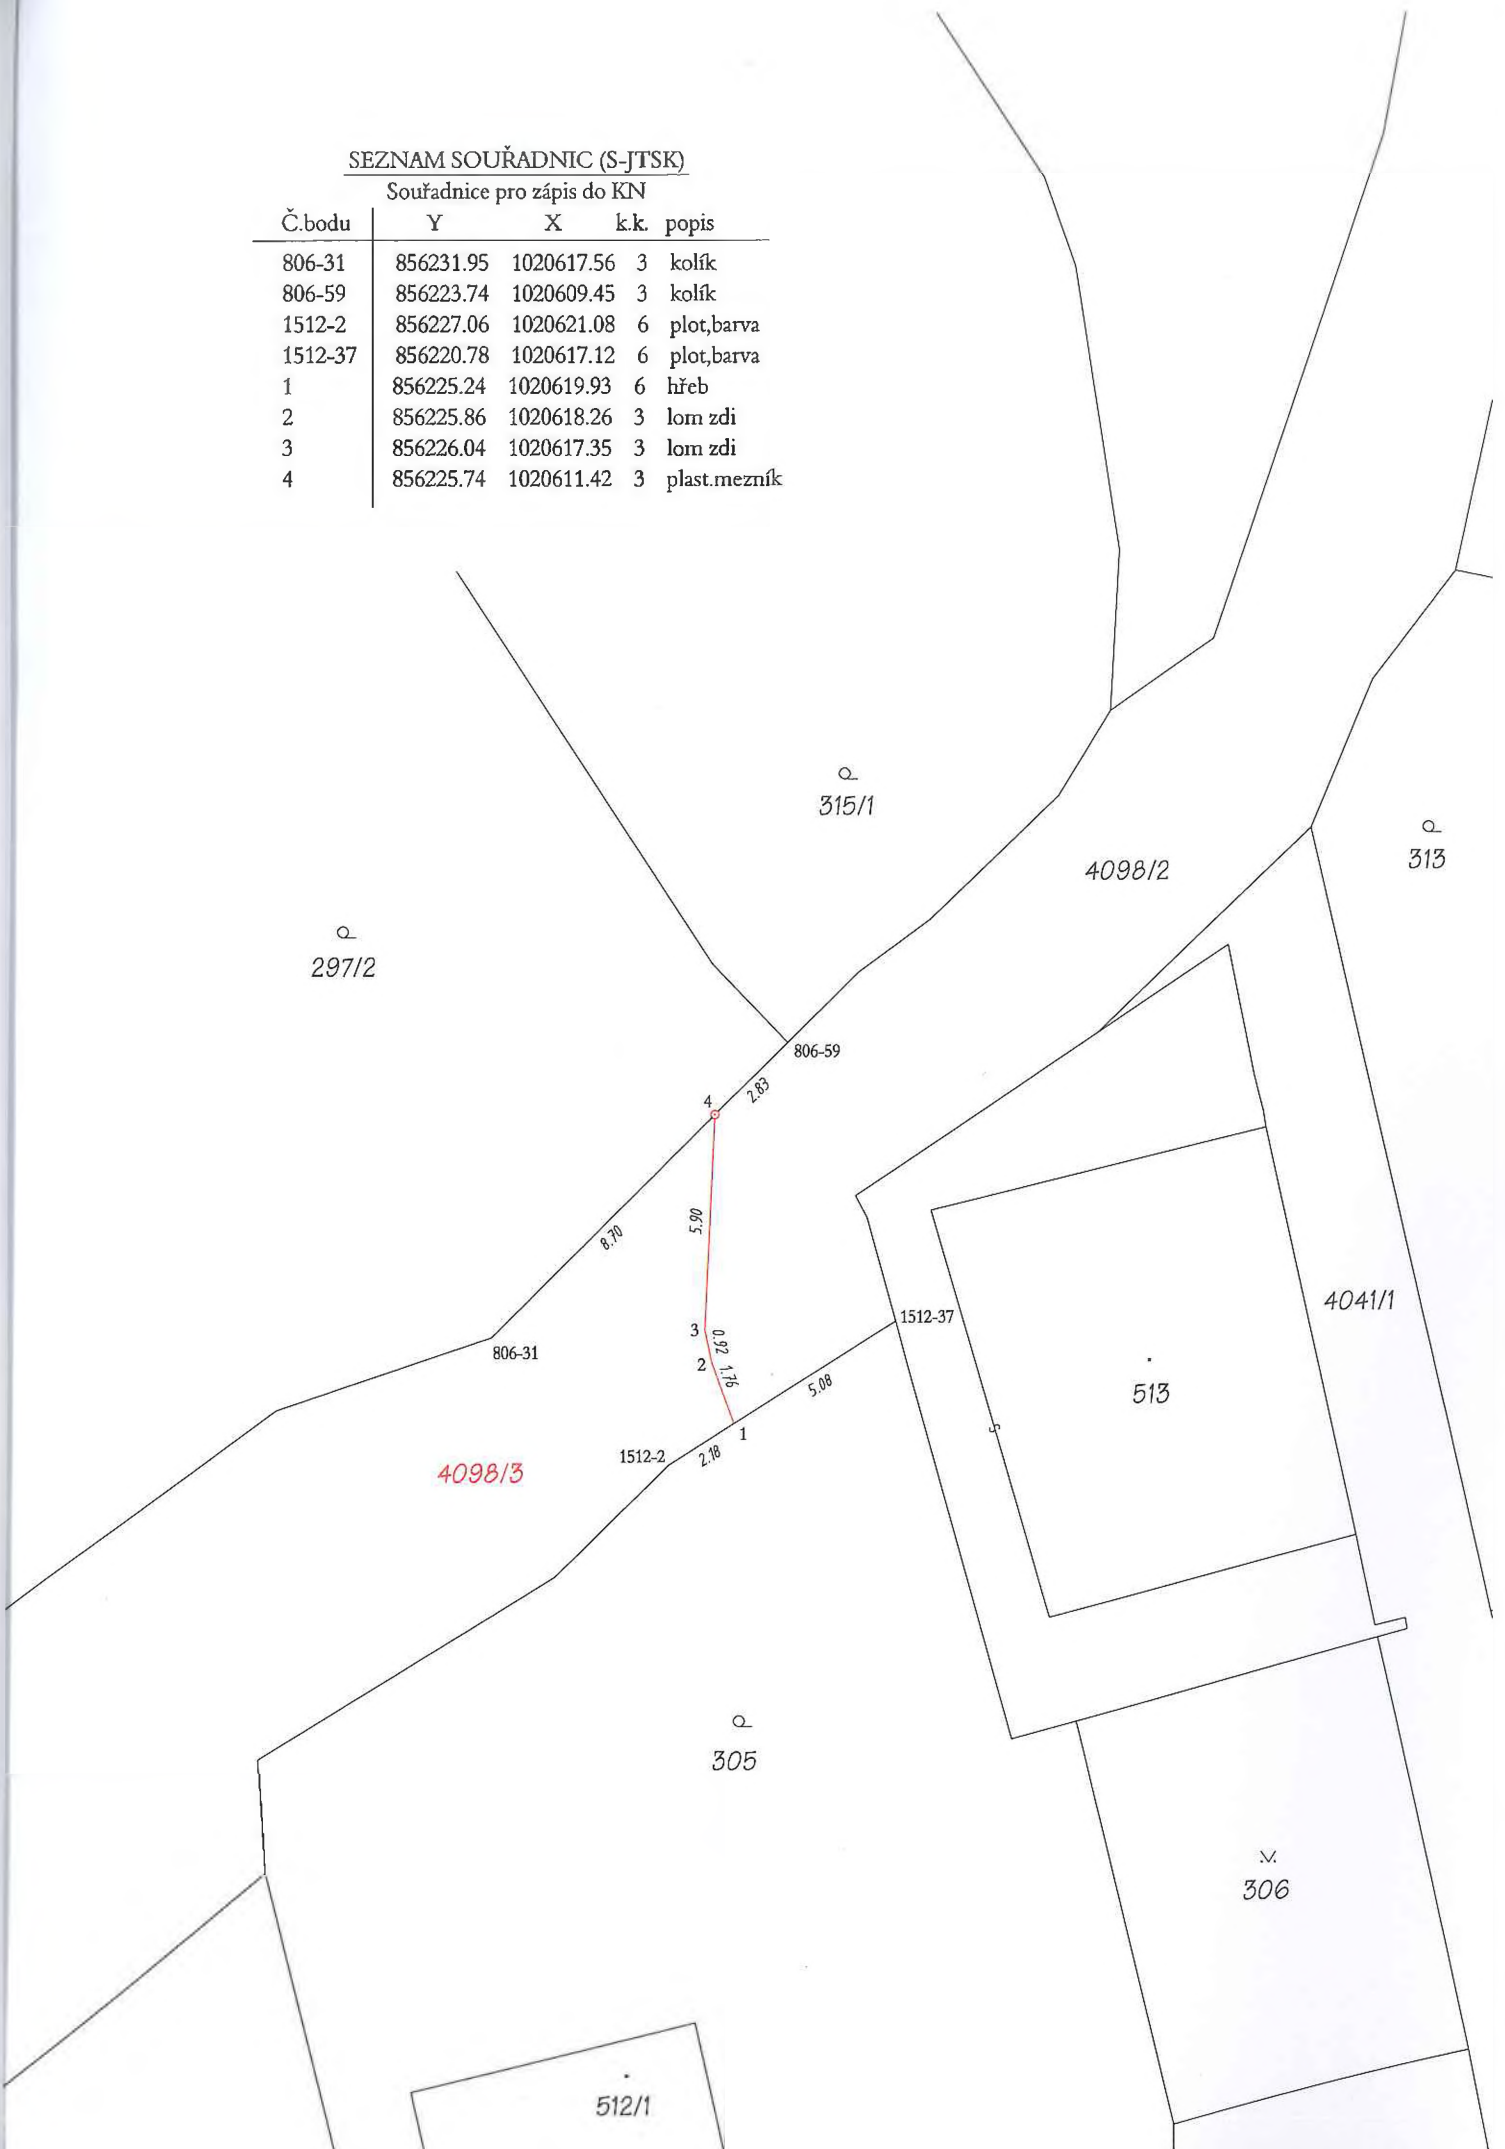 SEZNAM SOUŘADNIC (S-JTSK)
Souřadnice pro zápis do KN
Č.bodu Y X k.k. popis
806-31 856231.95 1020617.56 3 kolík
806-59 856223.74 1020609.45 3 kolík
1512-2 856227.06 1020621.08 6 plot,barva
1512-37 856220.78 1020617.12 6 plot,barva
1 856225.24 1020619.93 6 hřeb
2 856225.86 1020618.26 3 lom zdi
3 856226.04 1020617.35 3 lom zdi
4 856225.74 1020611.42 3 plast.mezník
315/1
313
4098/2
297/2
806-59
2.83
4
5.90
8.70
4041/1
1512-37
3
0.92
806-31
2
1.76
5.08
513
1
1512-2
2.18
4098/3
305
306
512/1